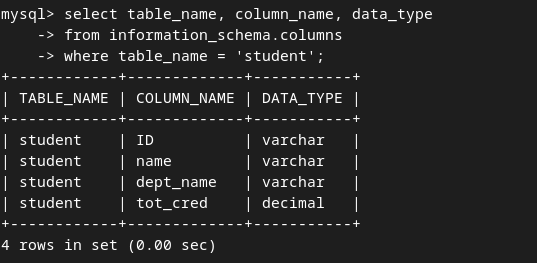 mysql> select table_name, column_name, data_type
    -> from information_schema.columns
    -> where table_name = 'student';
+------------+-------------+-----------+
| TABLE_NAME | COLUMN_NAME | DATA_TYPE |
+------------+-------------+-----------+
| student    | ID          | varchar   |
| student    | name        | varchar   |
| student    | dept_name   | varchar   |
| student    | tot_cred    | decimal   |
+------------+-------------+-----------+
4 rows in set (0.00 sec)